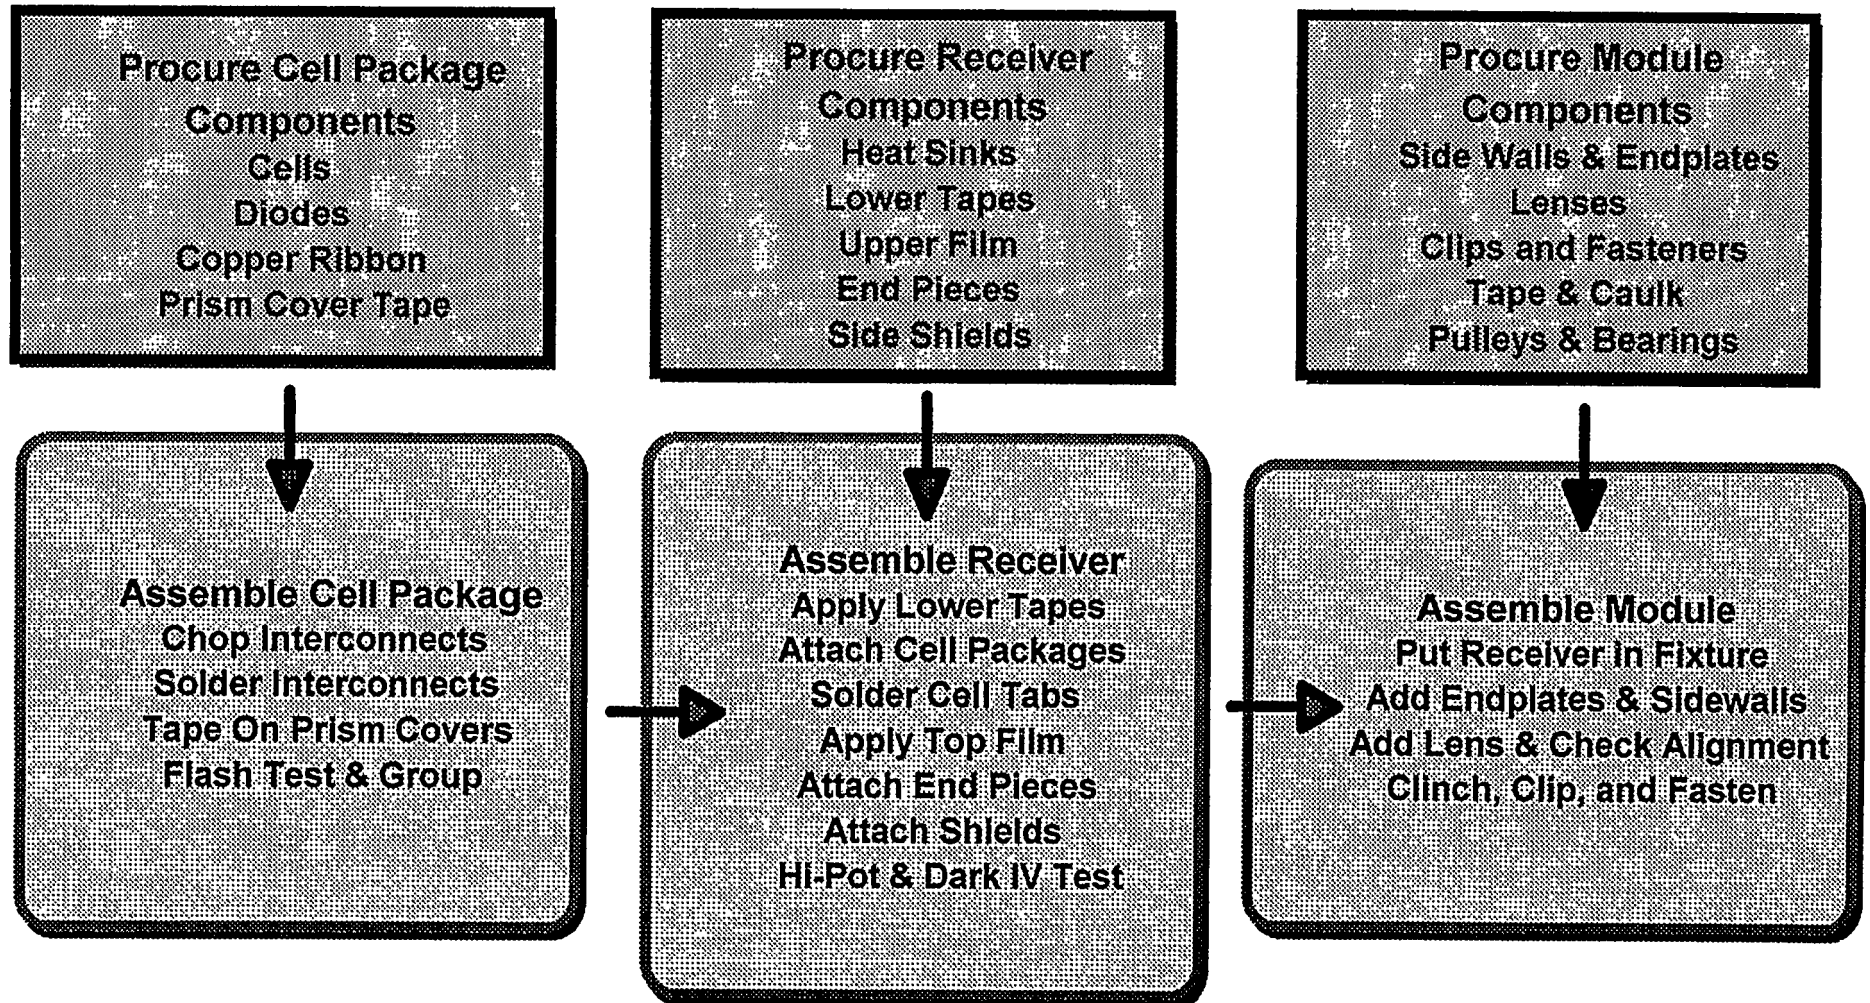 Procure Cell Package
Components
Cells
Diodes
Copper Ribbon
Prism Cover Tape
Procure Receiver
Components
Heat Sinks
Lower Tapes
Upper Film
End Pieces
Side Shields
Procure Module
Components
Side Walls & Endplates
Lenses
Clips and Fasteners
Tape & Caulk
Pulleys & Bearings
Assemble Cell Package
Chop Interconnects
Solder Interconnects
Tape On Prism Covers
Flash Test & Group
Assemble Receiver
Apply Lower Tapes
Attach Cell Packages
Solder Cell Tabs
Apply Top Film
Attach End Pieces
Attach Shields
Hi-Pot & Dark IV Test
Assemble Module
Put Receiver in Fixture
Add Endplates & Sidewalls
Add Lens & Check Alignment
Clinch, Clip, and Fasten